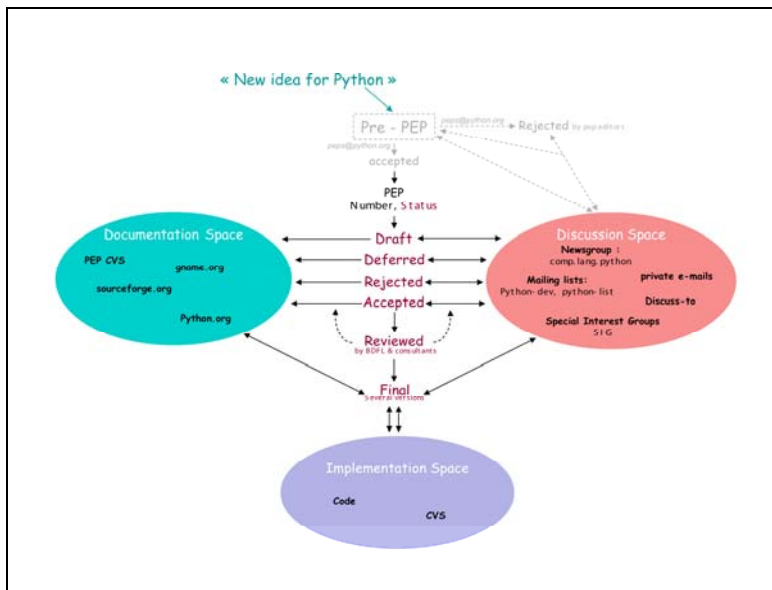 « New idea for Python »
Pre - PEP
peps@python.org
Rejected by pep editors
peps@python.org
accepted
PEP
Number, Status
Documentation Space
PEP CVS
gname.org
sourceforge.org
Python.org
Draft
Deferred
Rejected
Accepted
Reviewed
by BDFL & consultants
Final
Several versions
Discussion Space
Newsgroup :
comp.lang.python
Mailing lists:
Python-dev, python-list
private e-mails
Discuss-to
Special Interest Groups
SIG
Implementation Space
Code
CVS